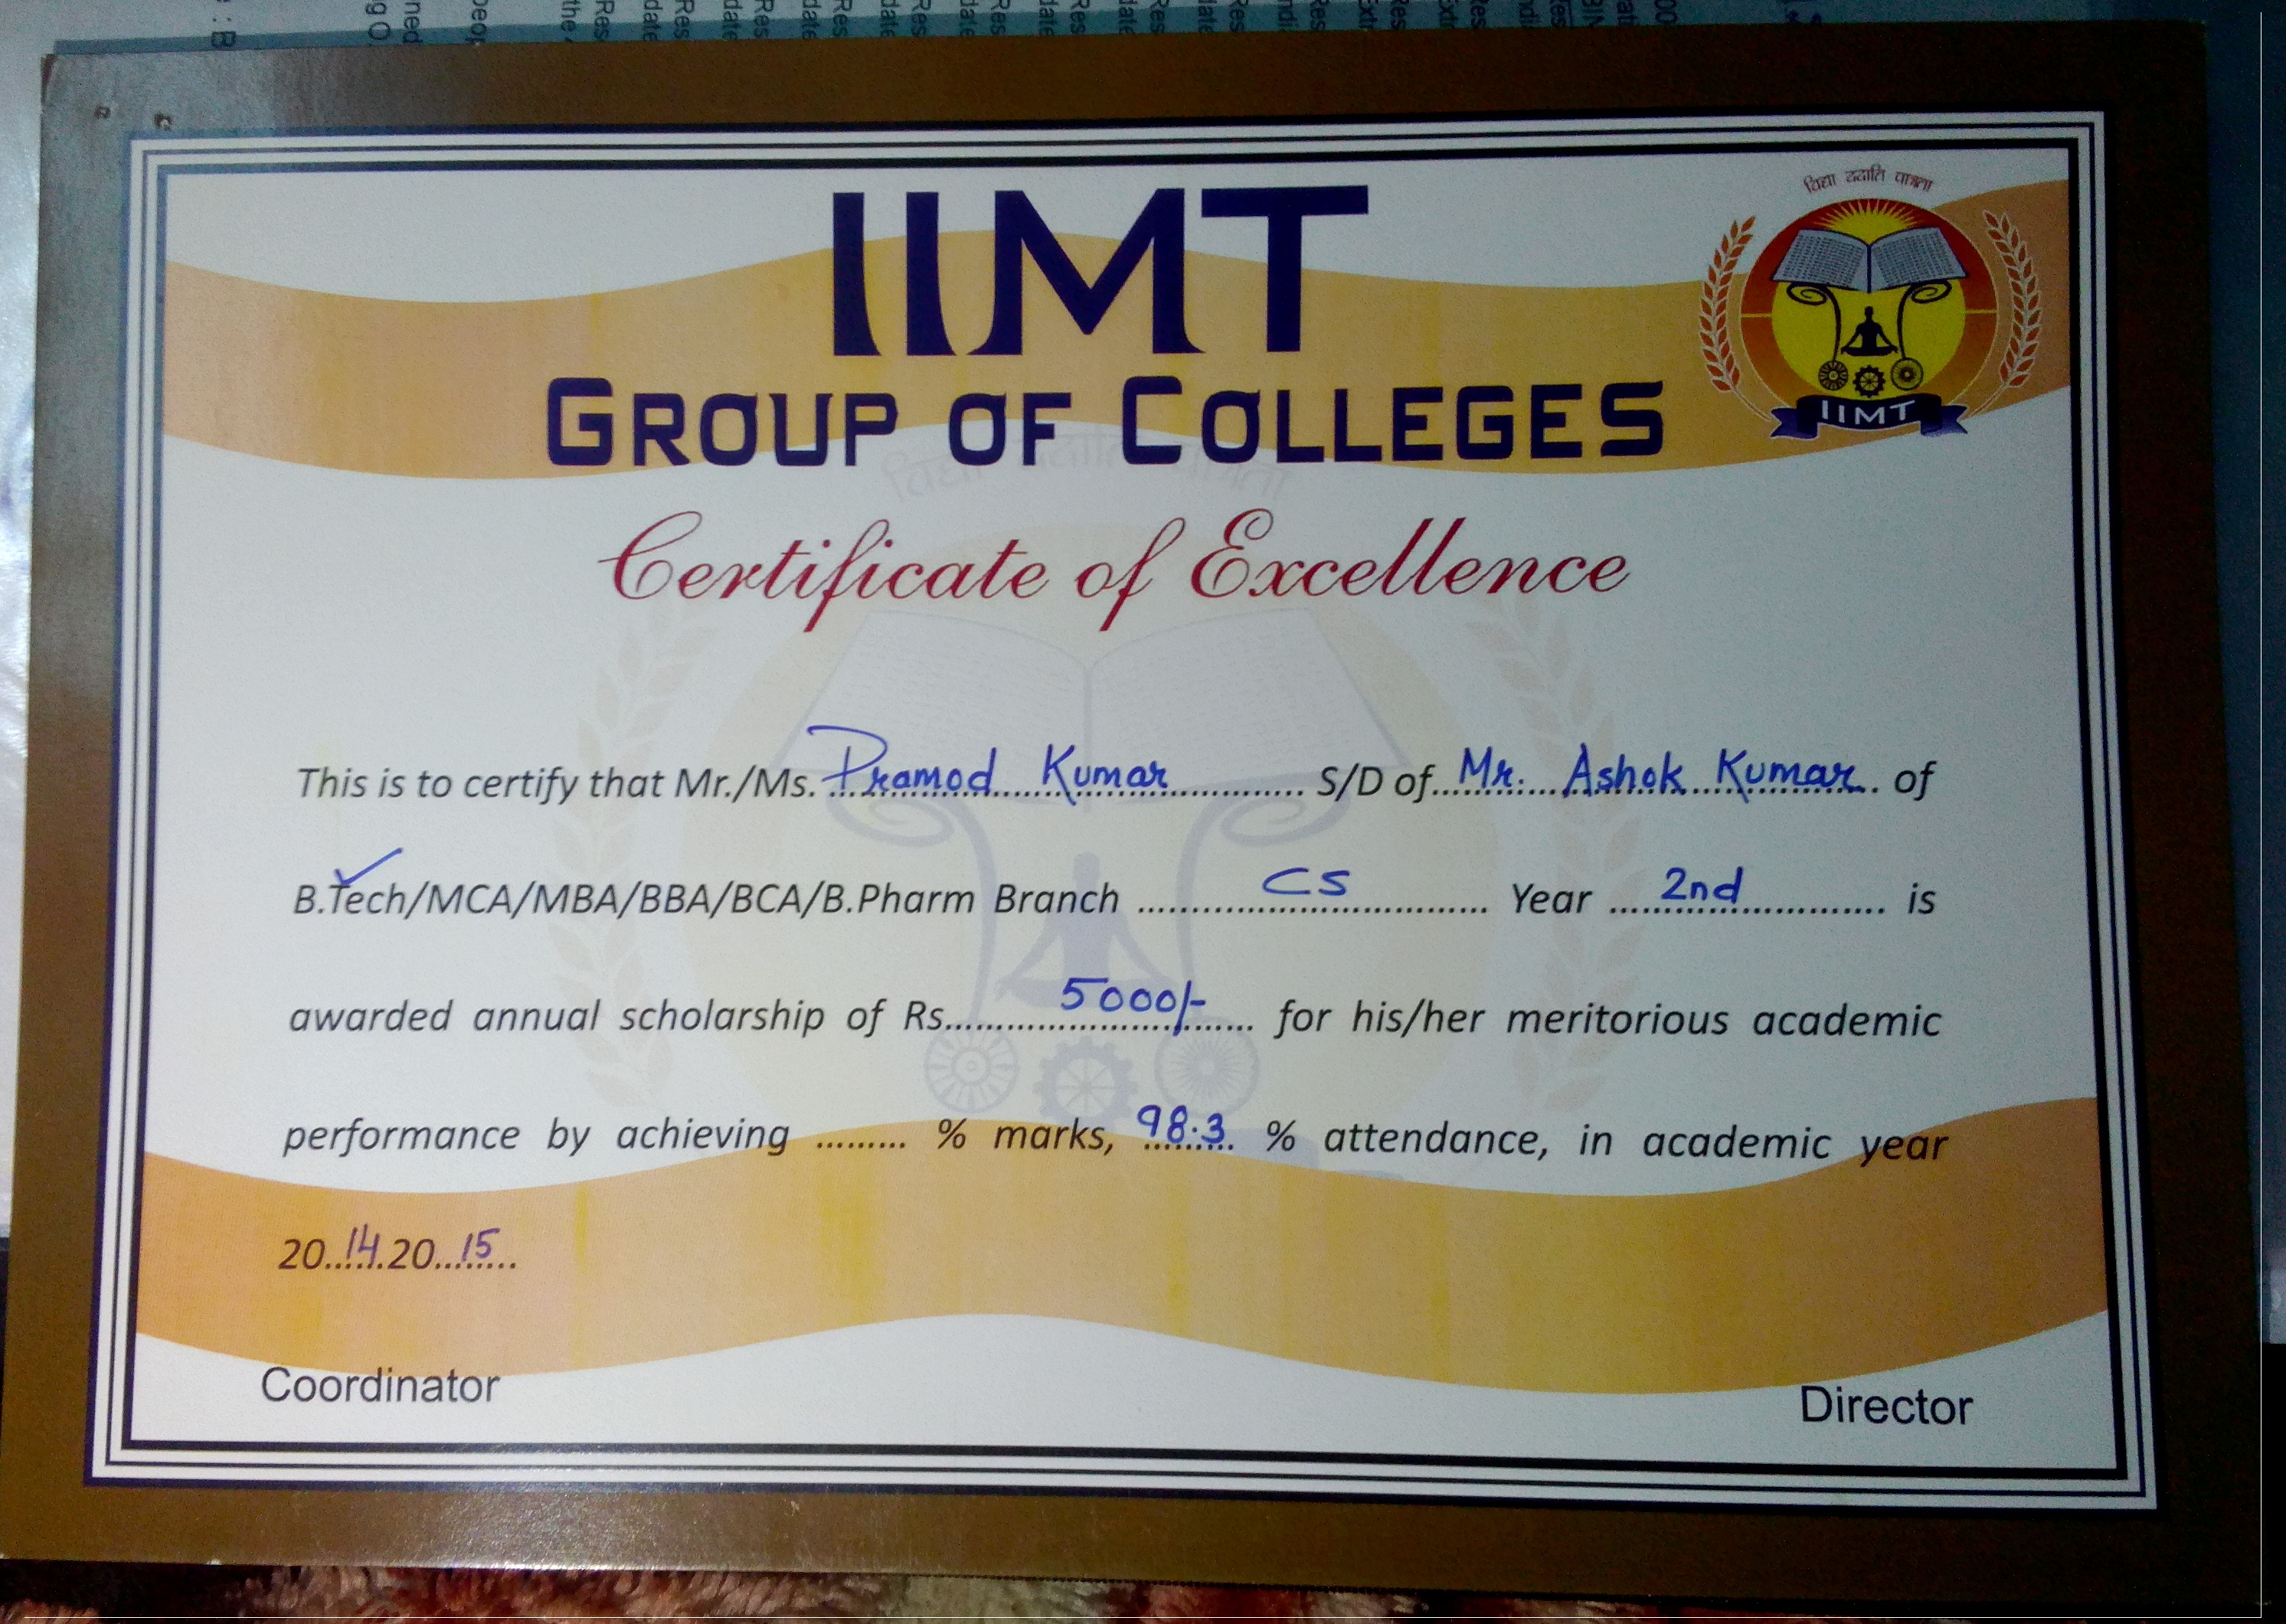 IIMT
GROUP OF COLLEGES
विद्या ददाति पात्रता
IIMT
Certificate of Excellence
This is to certify that Mr./Ms. Pramod Kumar S/D of Mr. Ashok Kumar of
B.Tech/MCA/MBA/BBA/BCA/B.Pharm Branch CS Year 2nd is
awarded annual scholarship of Rs. 5000/- for his/her meritorious academic
performance by achieving ......... % marks, 98.3 % attendance, in academic year
20 14 20 15
Coordinator
Director